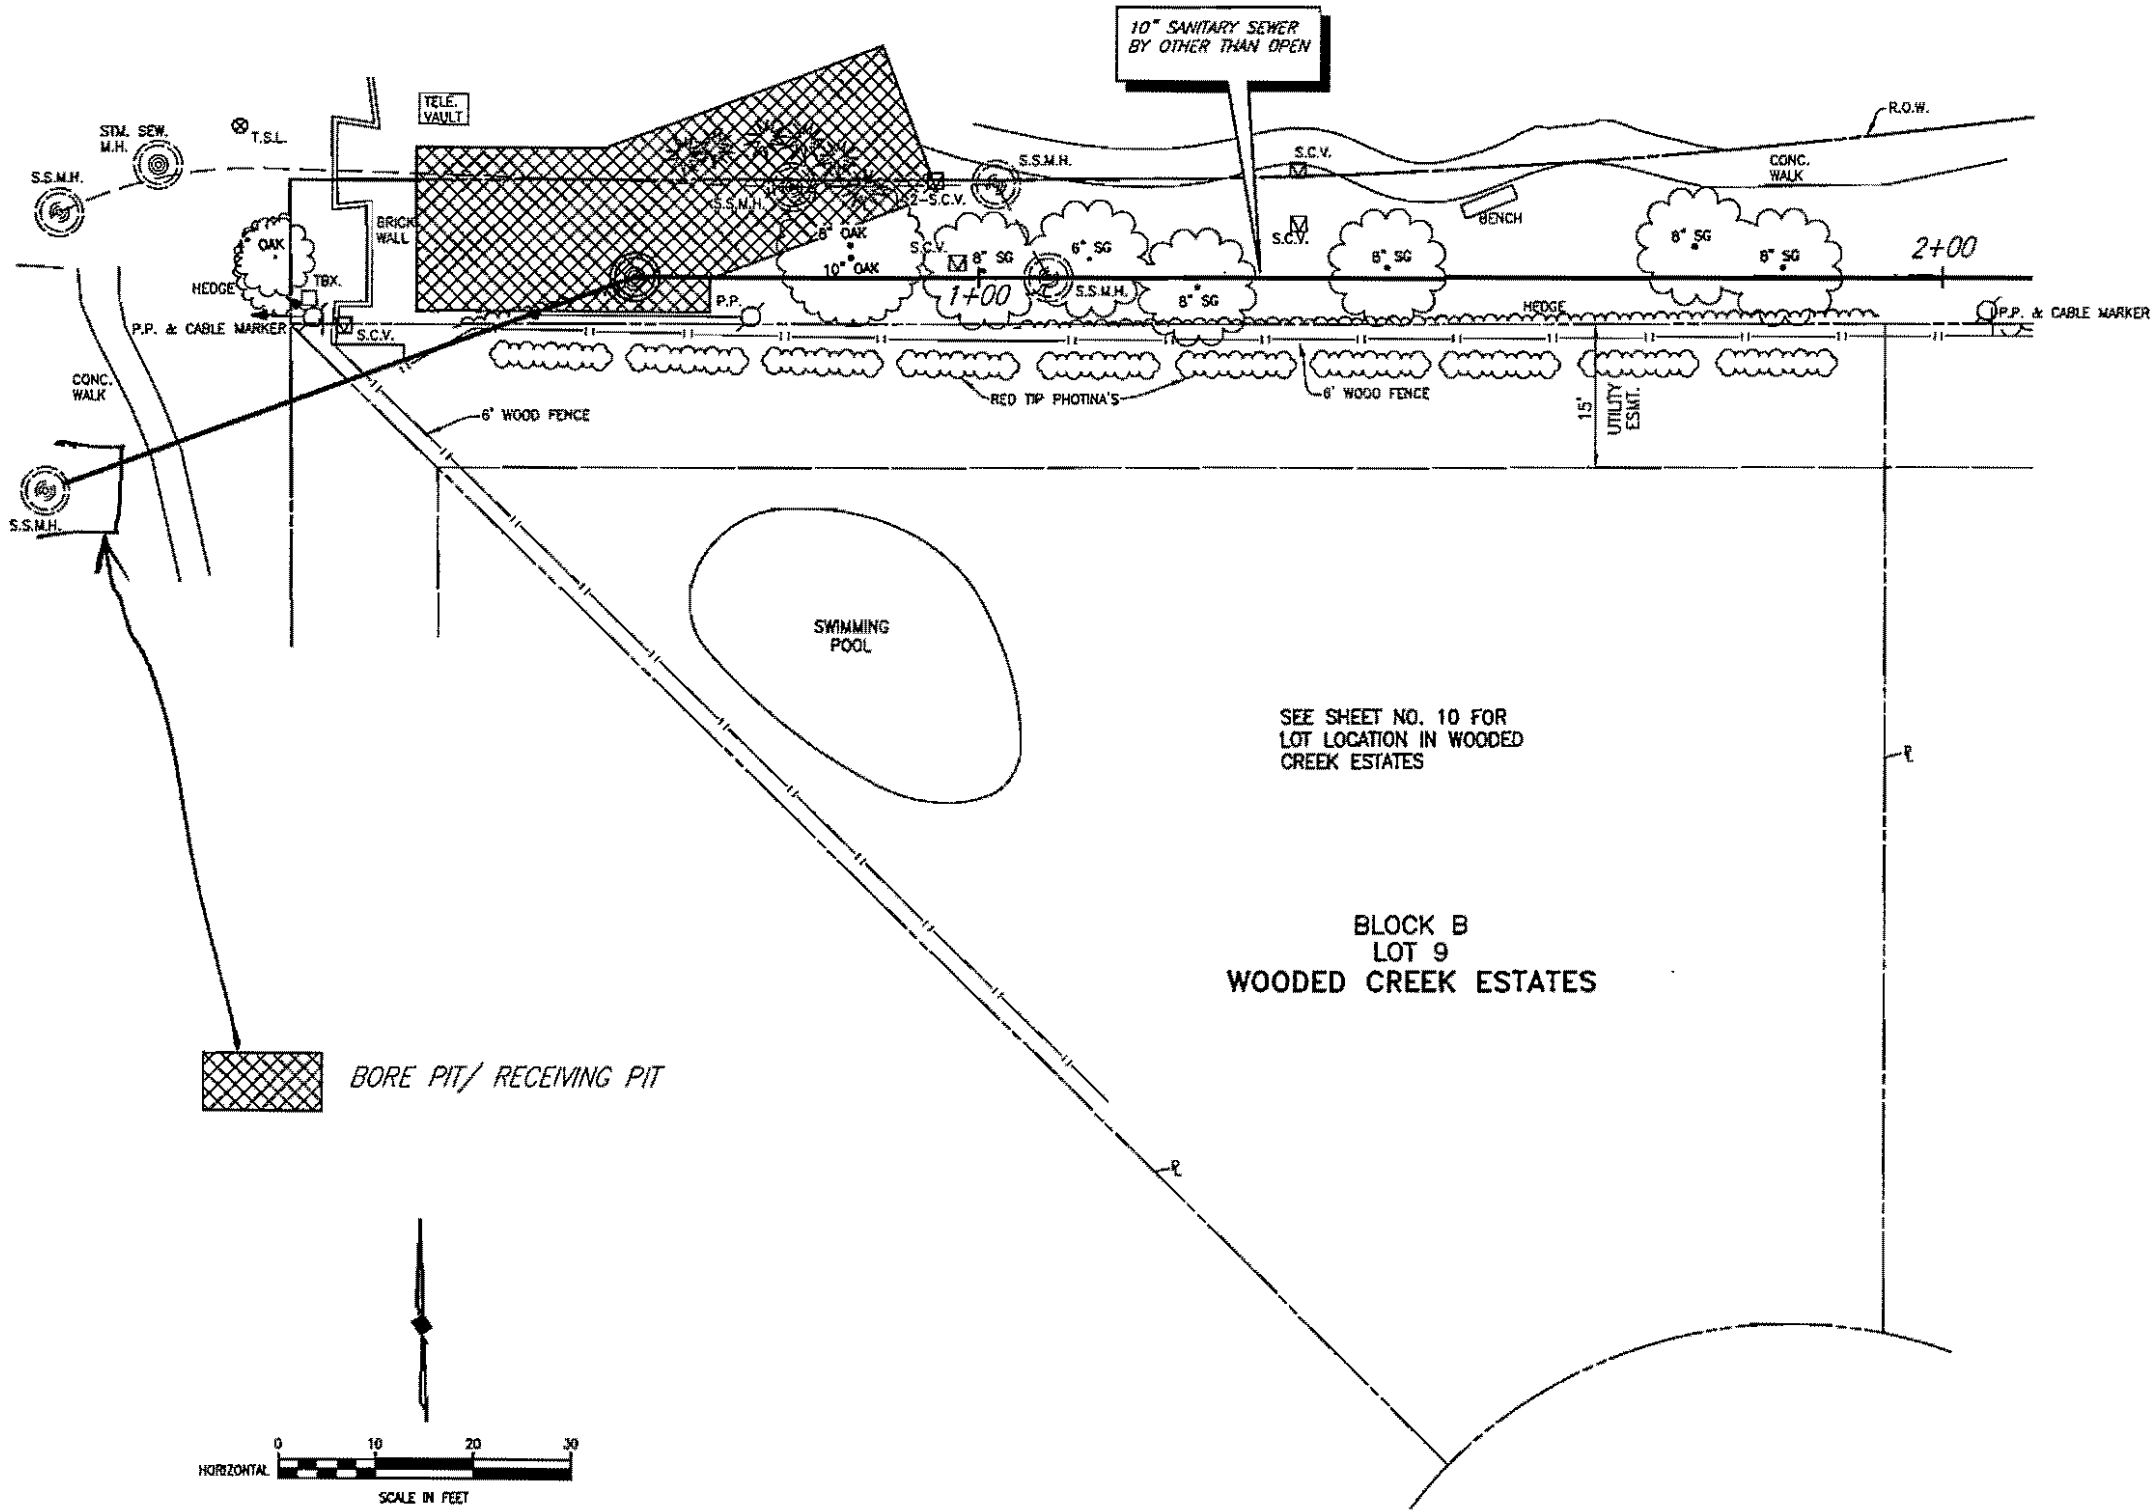 10" SANITARY SEWER
BY OTHER THAN OPEN
TELE.
VAULT
R.O.W.
STM. SEW.
M.H.
T.S.L.
S.S.M.H.
S.S.M.H.
S.C.V.
CONC.
WALK
S.S.M.H.
2-S.C.V.
BENCH
BRICK
WALL
OAK
8" OAK
10" OAK
S.C.V.
8" SG
6" SG
S.C.V.
8" SG
8" SG
8" SG
2+00
HEDGE
TBX.
P.P.
1+00
S.S.M.H.
8" SG
HEDGE
P.P. & CABLE MARKER
S.C.V.
P.P. & CABLE MARKER
CONC.
WALK
6' WOOD FENCE
RED TIP PHOTINA'S
6' WOOD FENCE
15'
UTILITY
ESMT.
S.S.M.H.
SWIMMING
POOL
SEE SHEET NO. 10 FOR
LOT LOCATION IN WOODED
CREEK ESTATES
PL
BLOCK B
LOT 9
WOODED CREEK ESTATES
BORE PIT/ RECEIVING PIT
PL
0 10 20 30
HORIZONTAL
SCALE IN FEET